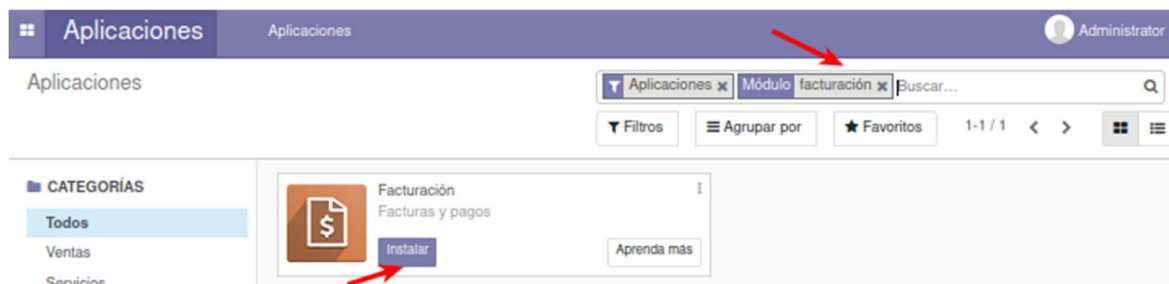 Aplicaciones Aplicaciones Administrator
Aplicaciones
Aplicaciones Módulo facturación Buscar...
Filtros Agrupar por Favoritos 1-1 / 1
CATEGORÍAS
Todos
Ventas
Servicios
Facturación
Facturas y pagos
Instalar Aprenda más